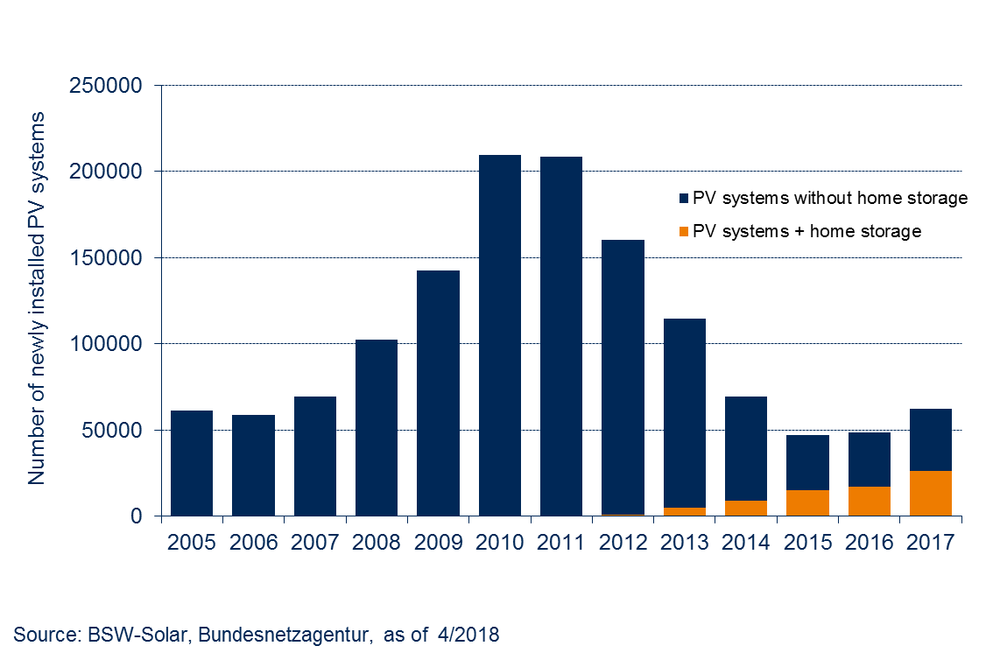 Number of newly installed PV systems
250000
200000
150000
100000
50000
0
PV systems without home storage
PV systems + home storage
2005 2006 2007 2008 2009 2010 2011 2012 2013 2014 2015 2016 2017
Source: BSW-Solar, Bundesnetzagentur, as of 4/2018